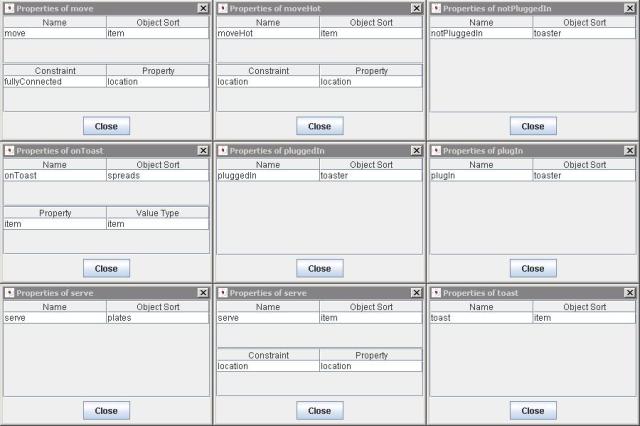 Properties of move
Name Object Sort
move item
Constraint Property
fullyConnected location
Close
Properties of moveHot
Name Object Sort
moveHot item
Constraint Property
location location
Close
Properties of notPluggedIn
Name Object Sort
notPluggedIn toaster
Close
Properties of onToast
Name Object Sort
onToast spreads
Property Value Type
item item
Close
Properties of pluggedIn
Name Object Sort
pluggedIn toaster
Close
Properties of plugIn
Name Object Sort
plugIn toaster
Close
Properties of serve
Name Object Sort
serve plates
Close
Properties of serve
Name Object Sort
serve item
Constraint Property
location location
Close
Properties of toast
Name Object Sort
toast item
Close